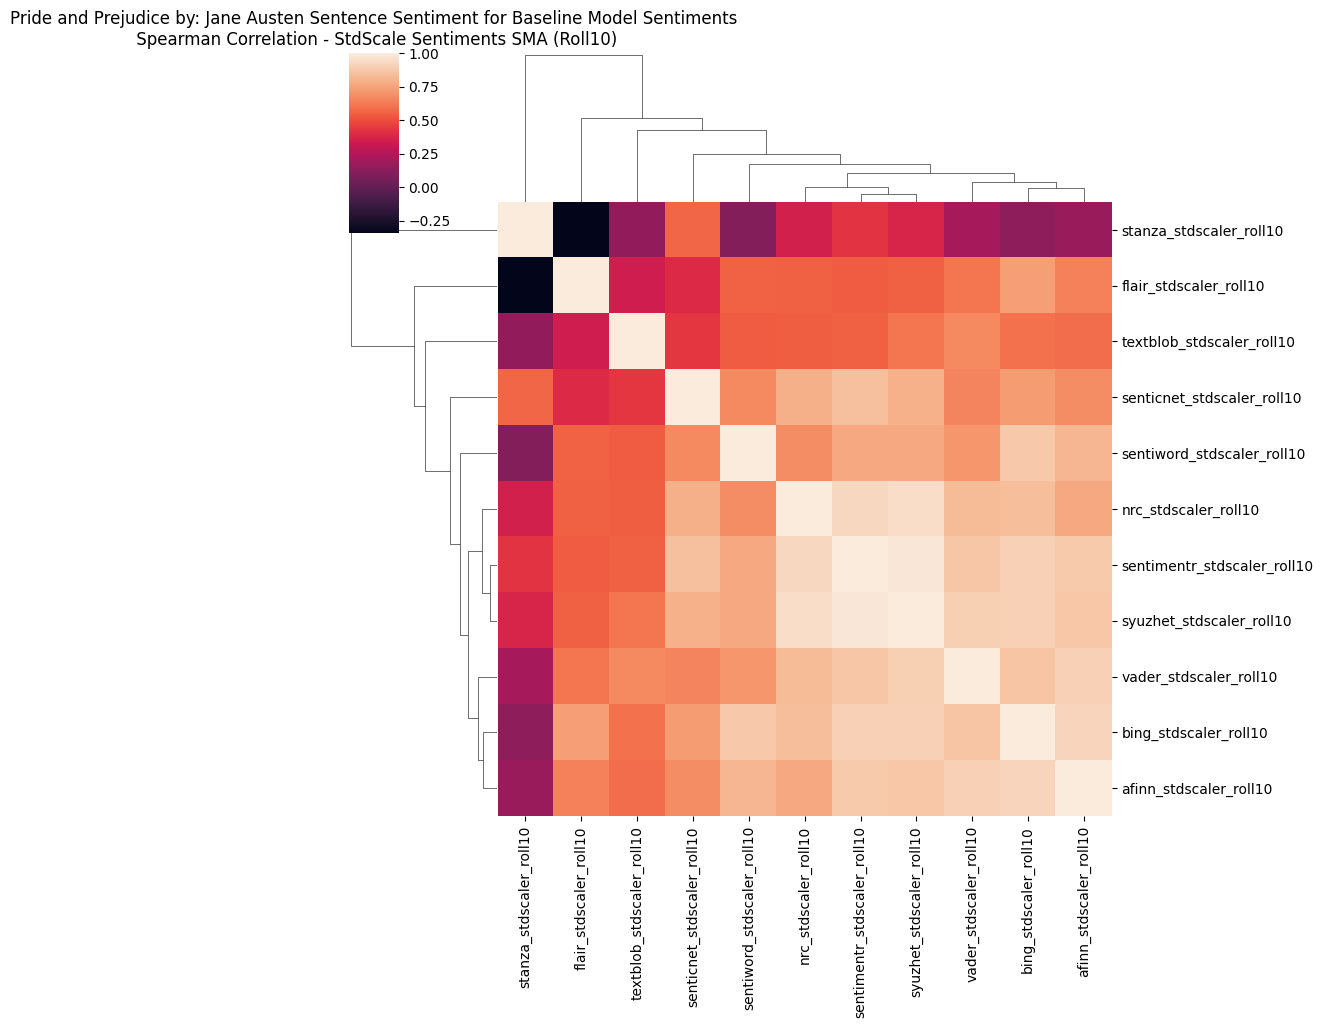 Pride and Prejudice by: Jane Austen Sentence Sentiment for Baseline Model Sentiments
Spearman Correlation - StdScale Sentiments SMA (Roll10)
1.00
0.75
0.50
0.25
0.00
−0.25
stanza_stdscaler_roll10
flair_stdscaler_roll10
textblob_stdscaler_roll10
senticnet_stdscaler_roll10
sentiword_stdscaler_roll10
nrc_stdscaler_roll10
sentimentr_stdscaler_roll10
syuzhet_stdscaler_roll10
vader_stdscaler_roll10
bing_stdscaler_roll10
afinn_stdscaler_roll10
stanza_stdscaler_roll10
flair_stdscaler_roll10
textblob_stdscaler_roll10
senticnet_stdscaler_roll10
sentiword_stdscaler_roll10
nrc_stdscaler_roll10
sentimentr_stdscaler_roll10
syuzhet_stdscaler_roll10
vader_stdscaler_roll10
bing_stdscaler_roll10
afinn_stdscaler_roll10